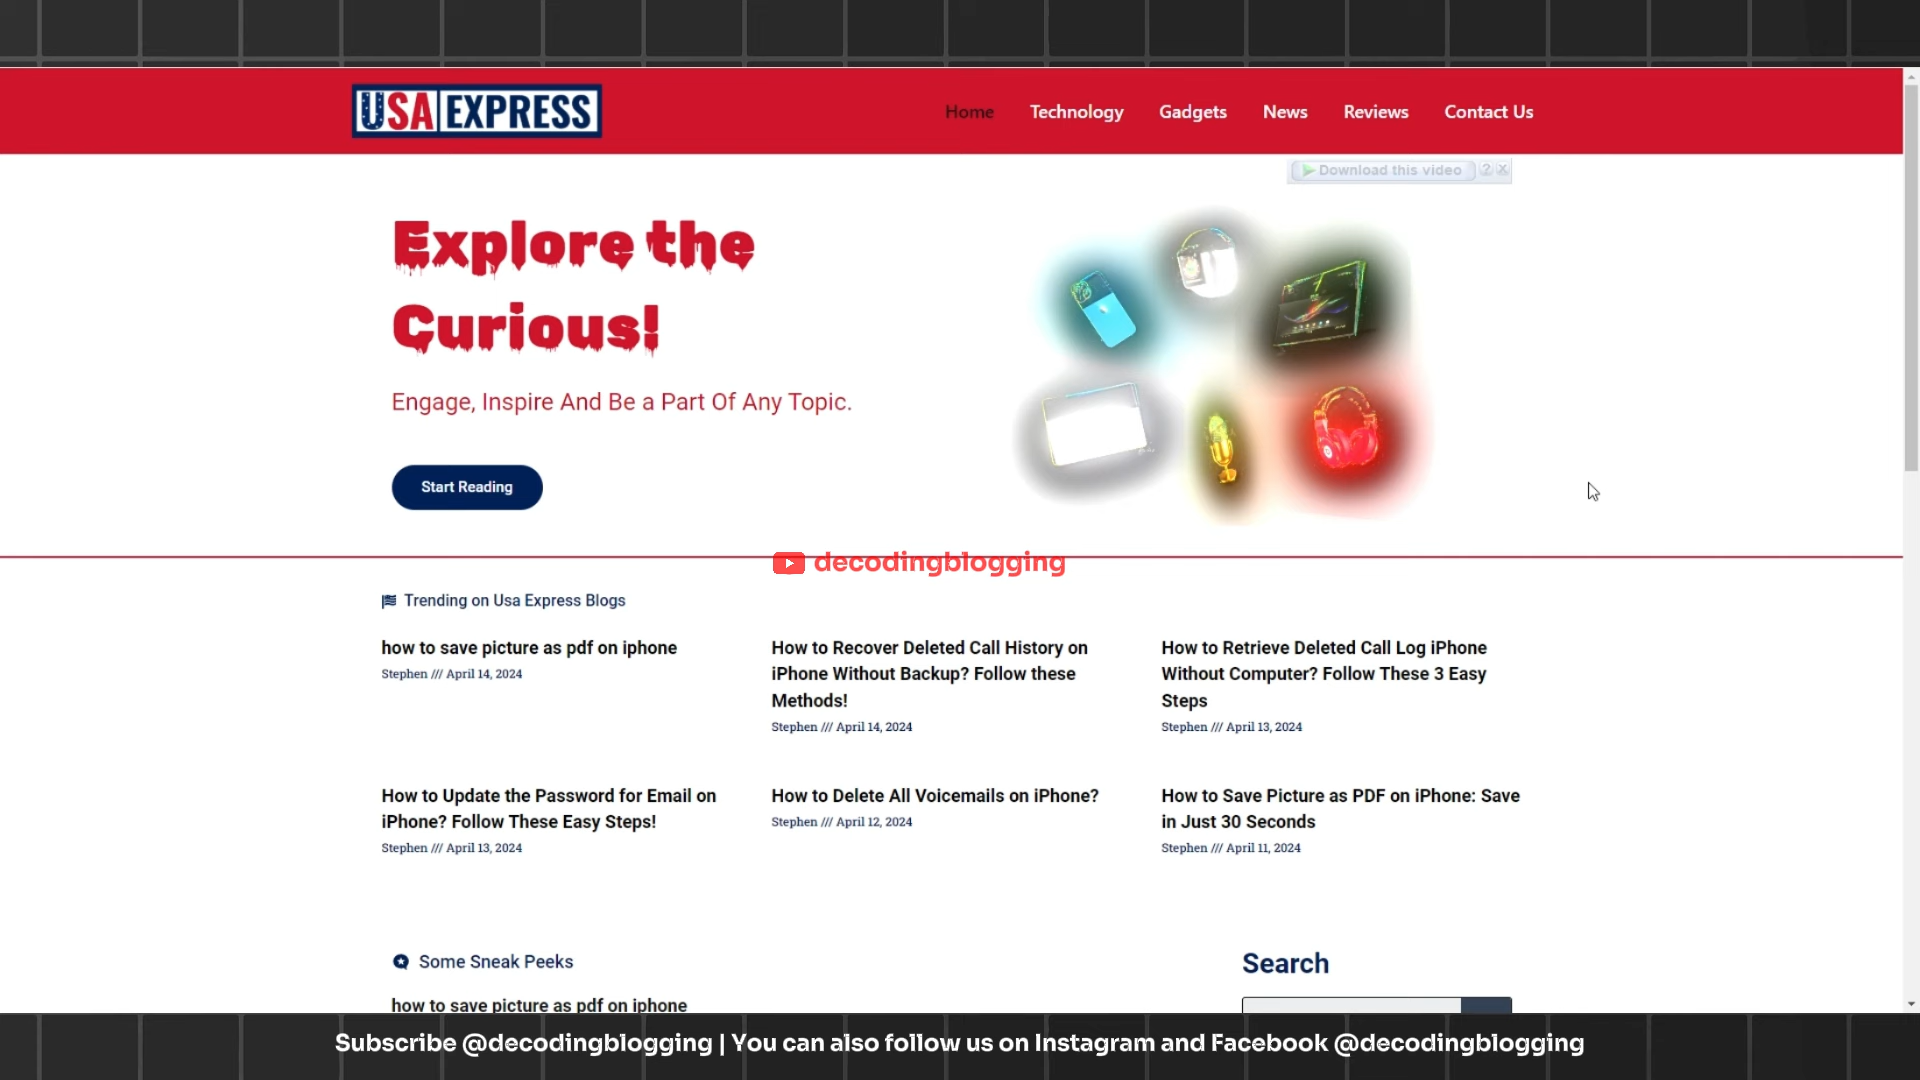 USA EXPRESS
Home Technology Gadgets News Reviews Contact Us
Download this video ? X
Explore the
Curious!
Engage, Inspire And Be a Part Of Any Topic.
Start Reading
decodingblogging
Trending on Usa Express Blogs
how to save picture as pdf on iphone
Stephen /// April 14, 2024
How to Recover Deleted Call History on
iPhone Without Backup? Follow these
Methods!
Stephen /// April 14, 2024
How to Retrieve Deleted Call Log iPhone
Without Computer? Follow These 3 Easy
Steps
Stephen /// April 13, 2024
How to Update the Password for Email on
iPhone? Follow These Easy Steps!
Stephen /// April 13, 2024
How to Delete All Voicemails on iPhone?
Stephen /// April 12, 2024
How to Save Picture as PDF on iPhone: Save
in Just 30 Seconds
Stephen /// April 11, 2024
Some Sneak Peeks
how to save picture as pdf on iphone
Search
Subscribe @decodingblogging | You can also follow us on Instagram and Facebook @decodingblogging